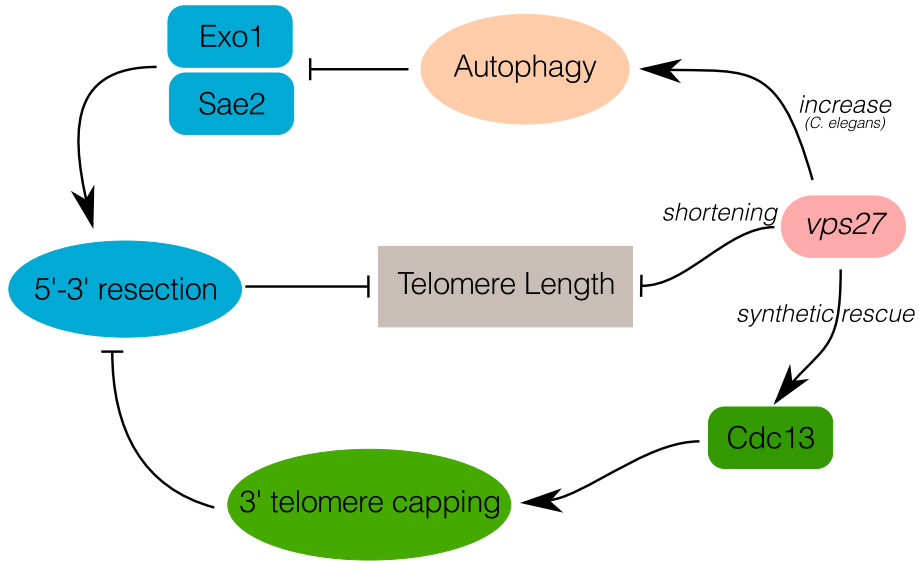 Exo1
Autophagy
Sae2
increase
(C. elegans)
shortening
vps27
5'-3' resection
Telomere Length
synthetic rescue
Cdc13
3' telomere capping